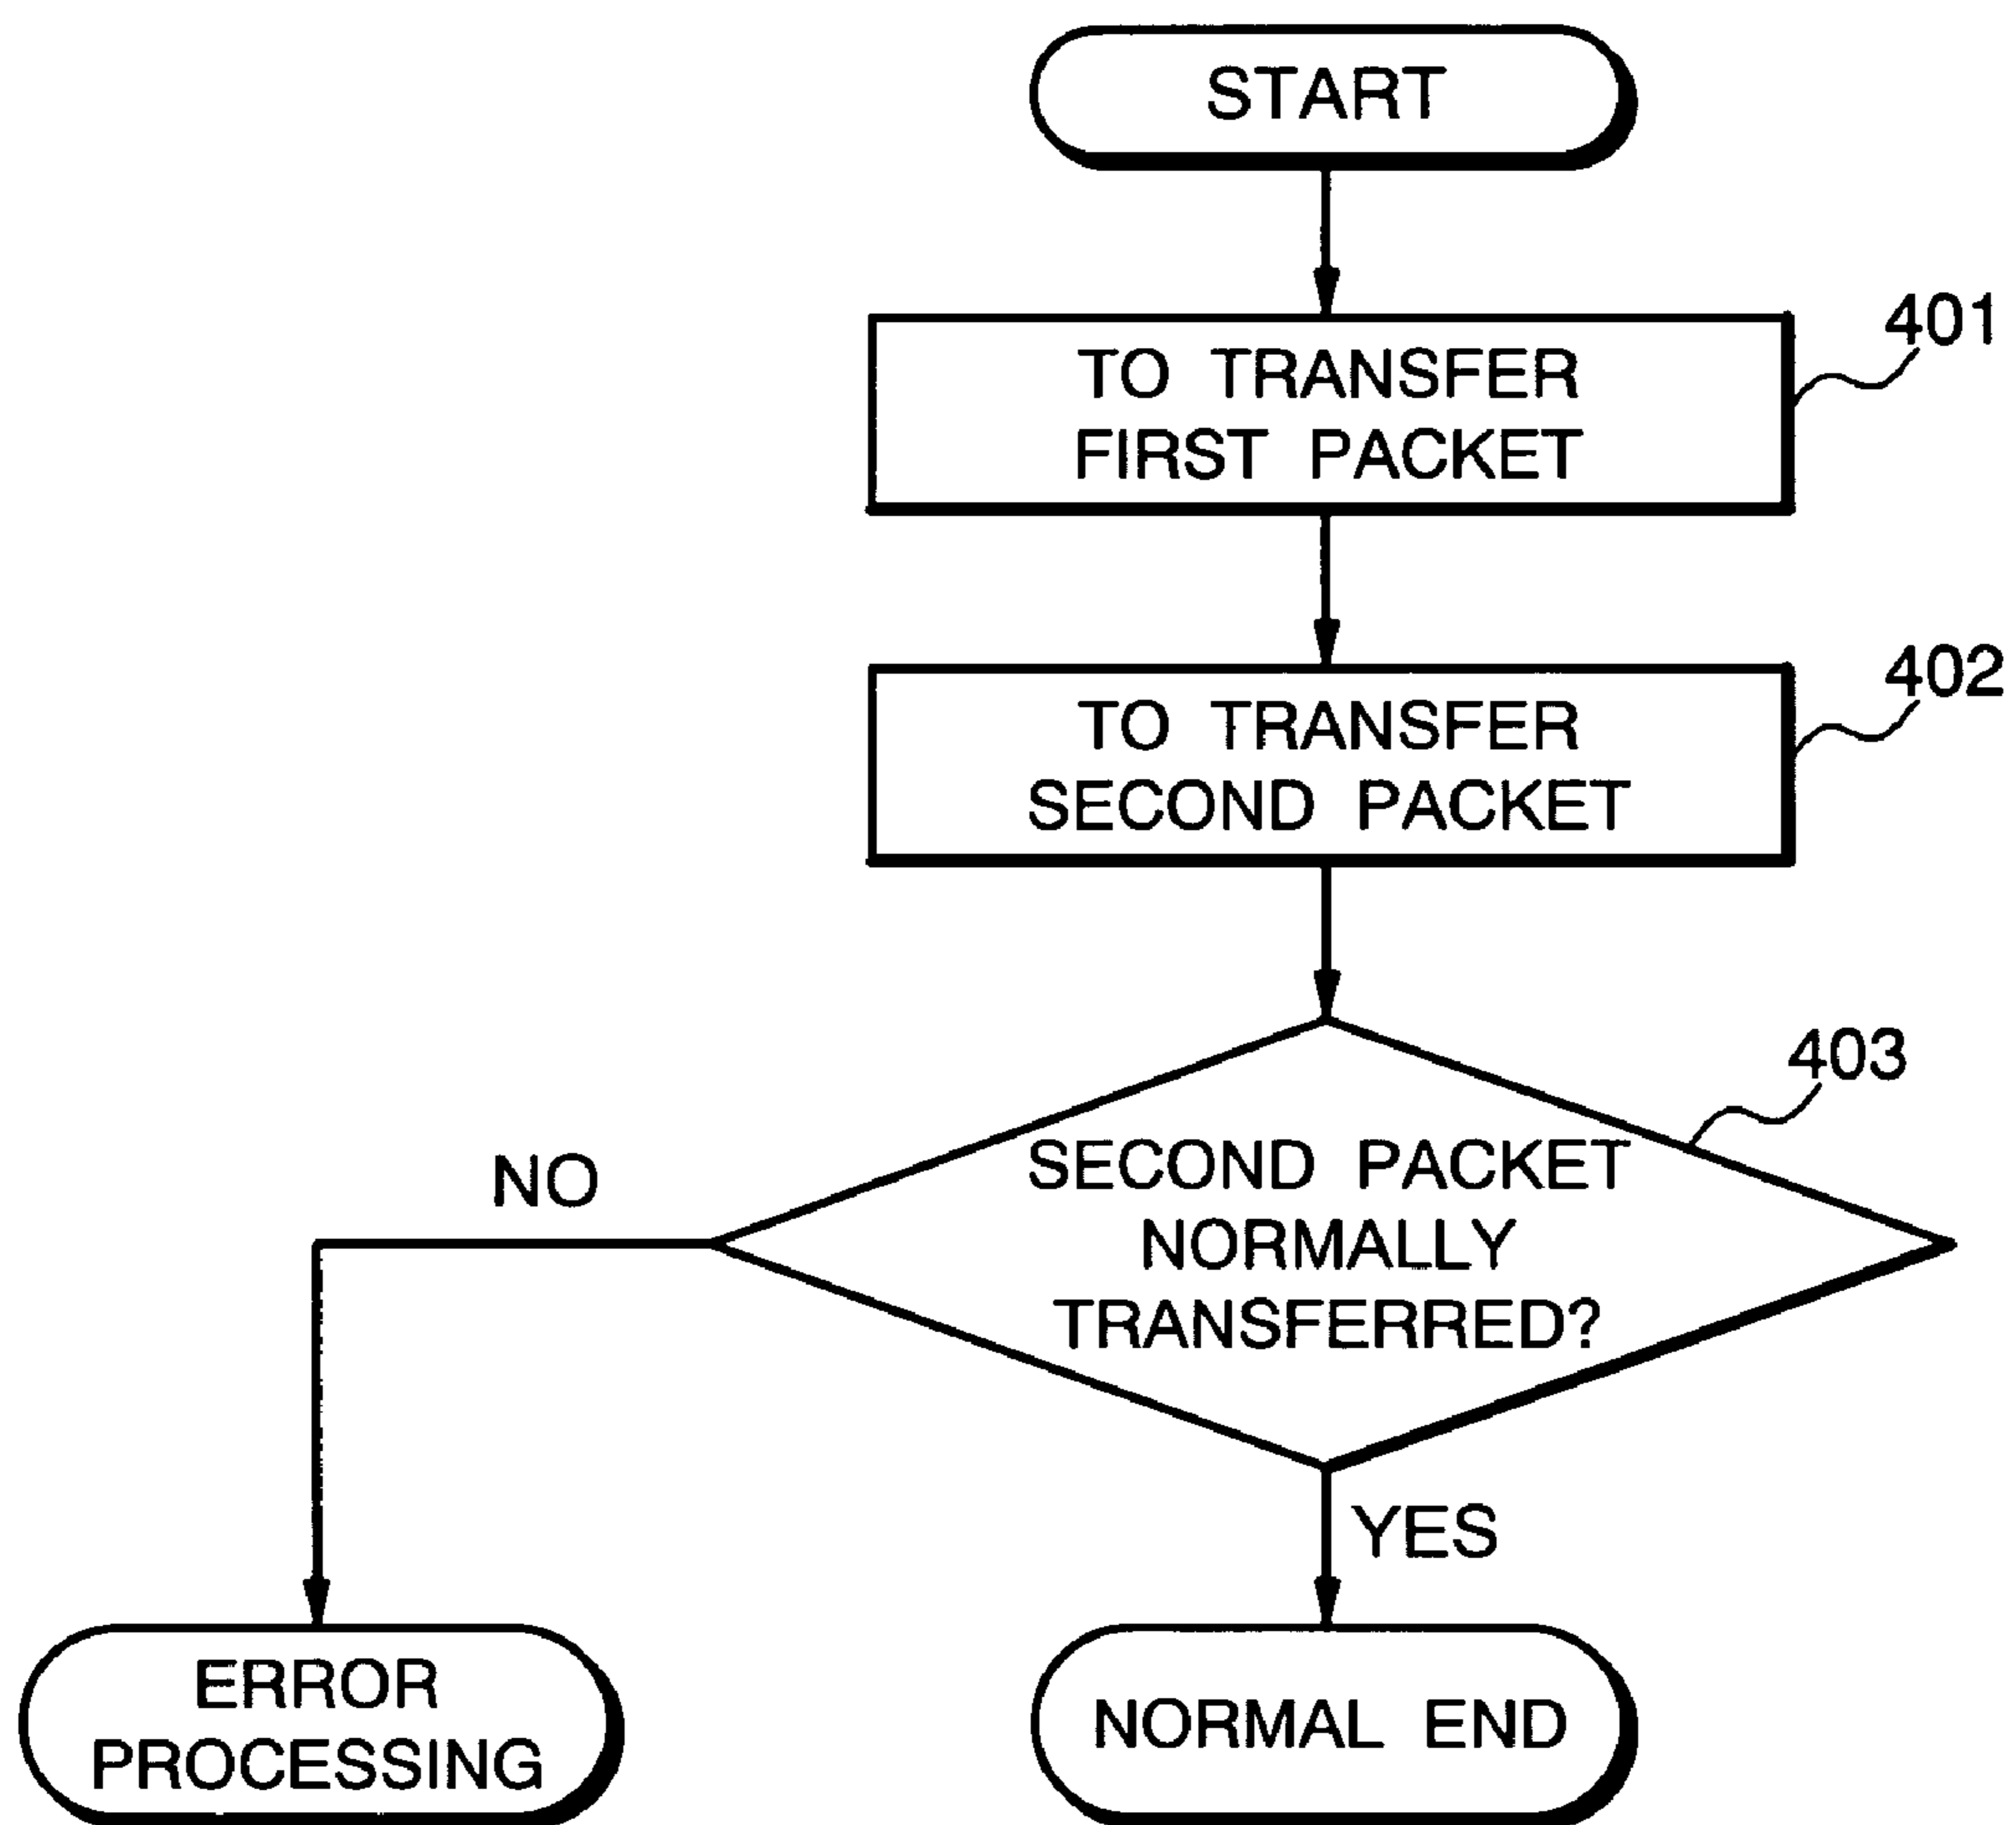 START
TO TRANSFER
FIRST PACKET
401
TO TRANSFER
SECOND PACKET
402
SECOND PACKET
NORMALLY
TRANSFERRED?
403
NO
YES
ERROR
PROCESSING
NORMAL END